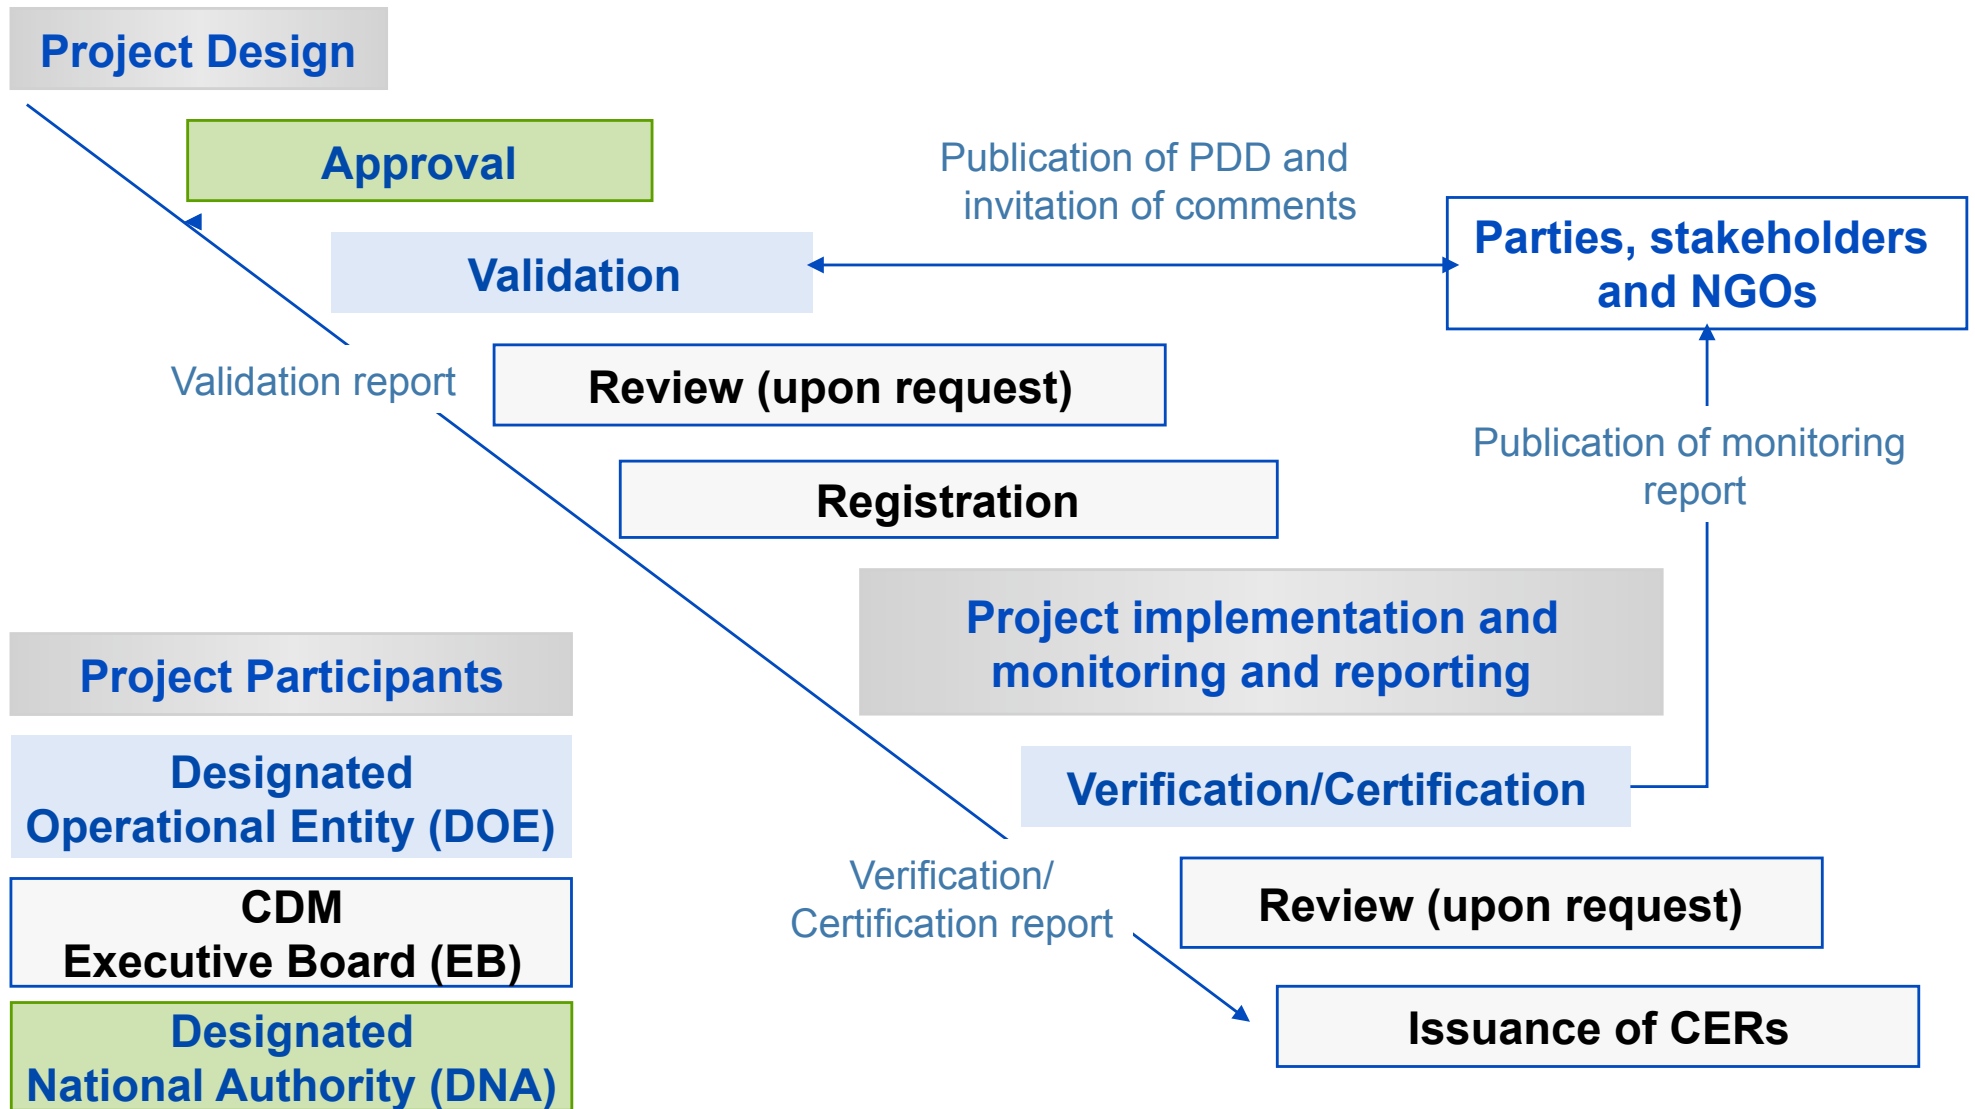 Project Design
Approval
Publication of PDD and
invitation of comments
Parties, stakeholders
and NGOs
Validation
Validation report
Review (upon request)
Publication of monitoring
report
Registration
Project implementation and
monitoring and reporting
Verification/Certification
Verification/
Certification report
Review (upon request)
Issuance of CERs
Project Participants
Designated
Operational Entity (DOE)
CDM
Executive Board (EB)
Designated
National Authority (DNA)